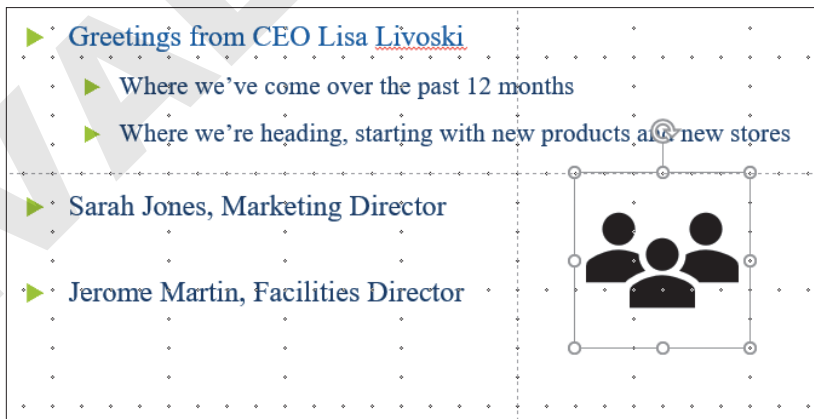 Greetings from CEO Lisa Livoski
Where we've come over the past 12 months
Where we're heading, starting with new products and new stores
Sarah Jones, Marketing Director
Jerome Martin, Facilities Director